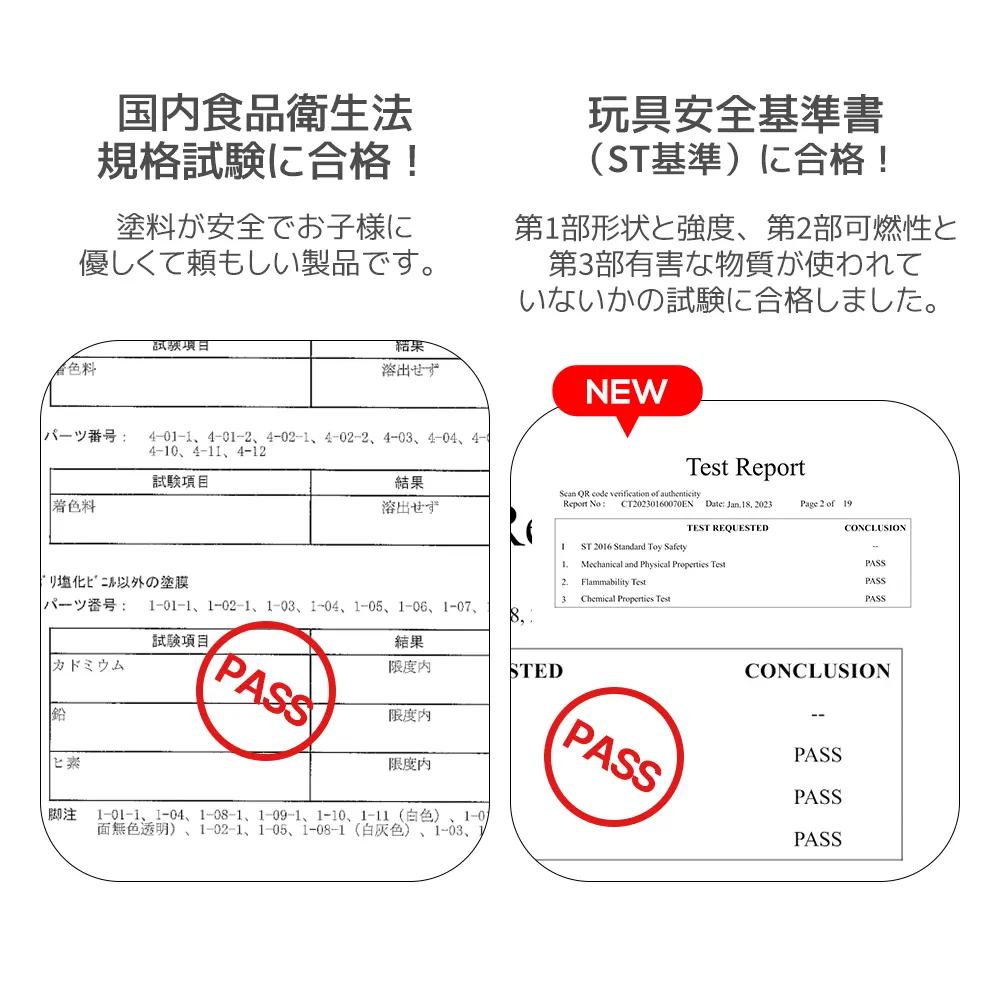 国内食品衛生法
規格試験に合格！
塗料が安全でお子様に
優しくて頼もしい製品です。
試験項目 結果
着色料 溶出せず
パーツ番号： 4-01-1、4-01-2、4-02-1、4-02-2、4-03、4-04、
4-10、4-11、4-12
試験項目 結果
着色料 溶出せず
リ塩化ビニル以外の塗膜
パーツ番号： 1-01-1、1-02-1、1-03、1-04、1-05、1-06、1-07、
試験項目 結果
カドミウム 限度内
鉛 限度内
ヒ素 限度内
PASS
脚注 1-01-1、1-04、1-08-1、1-09-1、1-10、1-11（白色）、
面無色透明）、1-02-1、1-05、1-08-1（白灰色）、1-03、
玩具安全基準書
（ST基準）に合格！
第1部形状と強度、第2部可燃性と
第3部有害な物質が使われて
いないかの試験に合格しました。
NEW
Test Report
Scan QR code verification of authenticity
Report No : CT20230160070EN Date: Jan.18, 2023 Page 2 of 19
TEST REQUESTED CONCLUSION
1 ST 2016 Standard Toy Safety --
1. Mechanical and Physical Properties Test PASS
2. Flammability Test PASS
3 Chemical Properties Test PASS
Re
8,
STED CONCLUSION
--
PASS
PASS
PASS
PASS